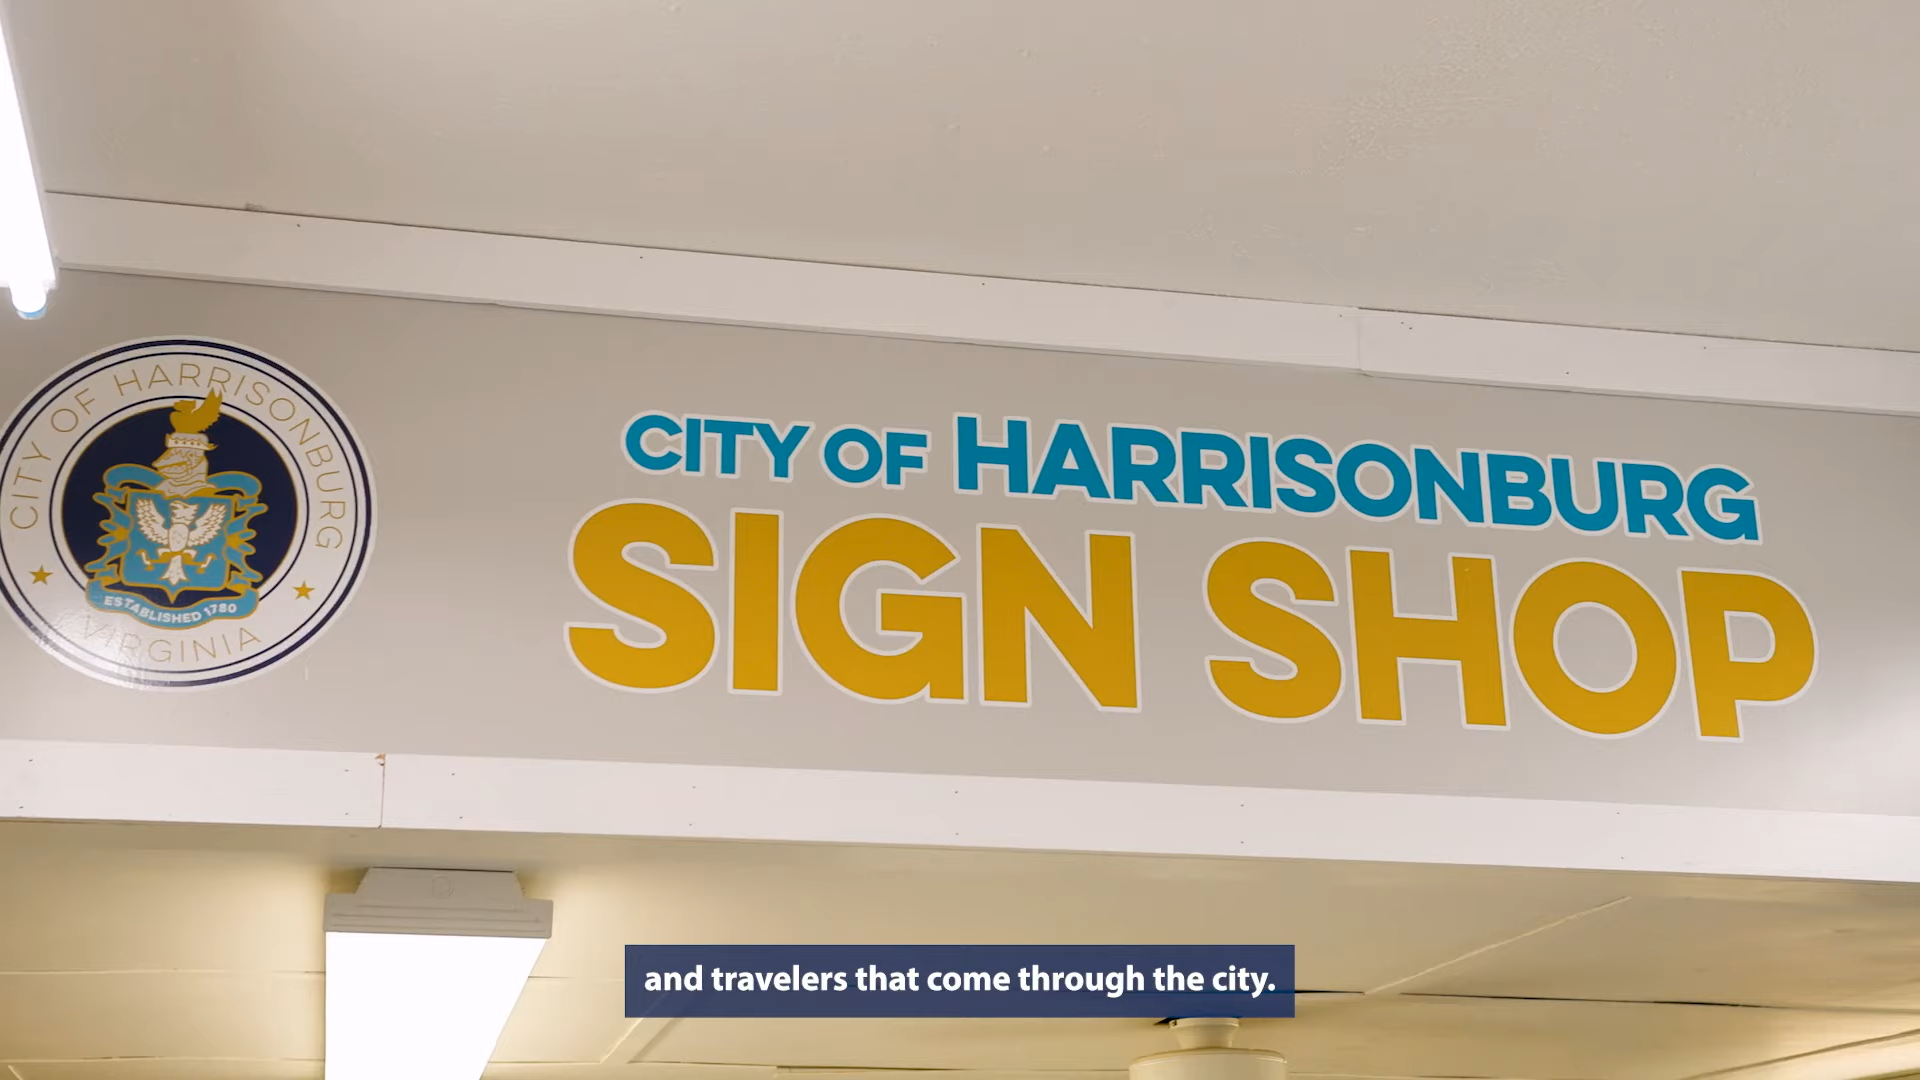 CITY OF HARRISONBURG
ESTABLISHED 1780
VIRGINIA
CITY OF HARRISONBURG
SIGN SHOP
and travelers that come through the city.